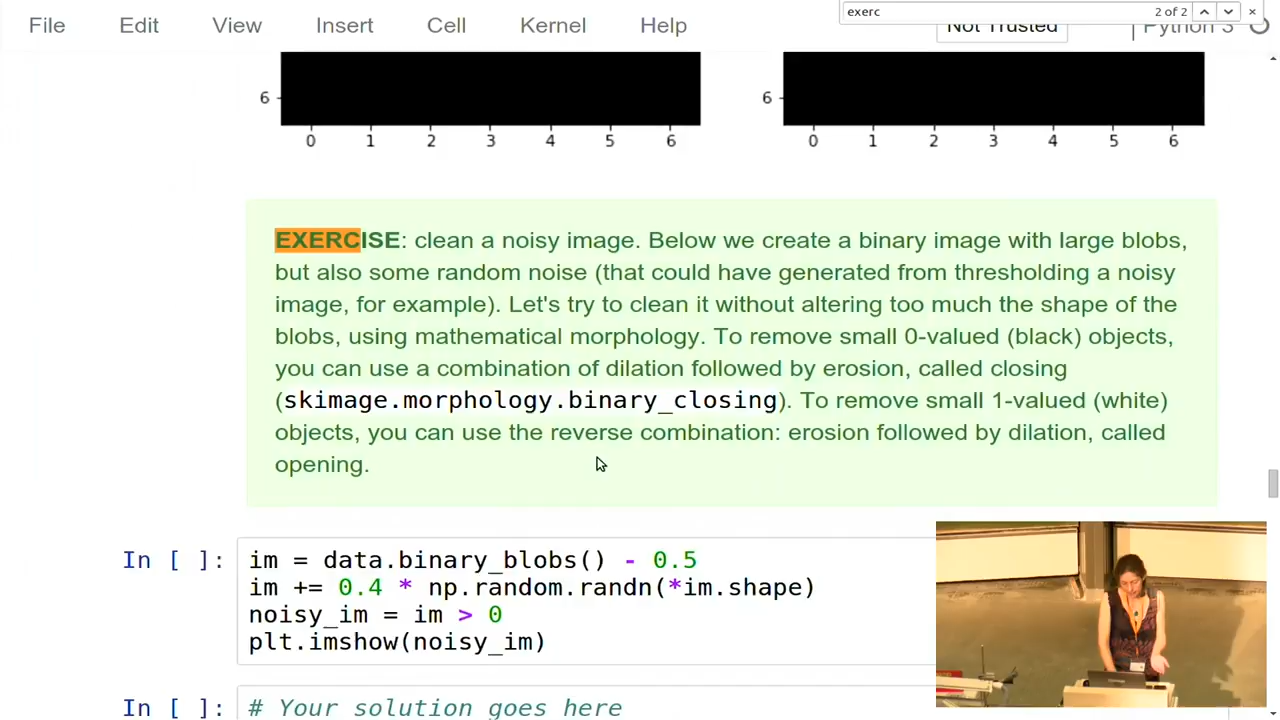 exerc 2 of 2
File Edit View Insert Cell Kernel Help Not Trusted Python 3
6 6
0 1 2 3 4 5 6 0 1 2 3 4 5 6
EXERCISE: clean a noisy image. Below we create a binary image with large blobs,
but also some random noise (that could have generated from thresholding a noisy
image, for example). Let's try to clean it without altering too much the shape of the
blobs, using mathematical morphology. To remove small 0-valued (black) objects,
you can use a combination of dilation followed by erosion, called closing
(skimage.morphology.binary_closing). To remove small 1-valued (white)
objects, you can use the reverse combination: erosion followed by dilation, called
opening.
In [ ]: im = data.binary_blobs() - 0.5
im += 0.4 * np.random.randn(*im.shape)
noisy_im = im > 0
plt.imshow(noisy_im)
In [ ]: # Your solution goes here